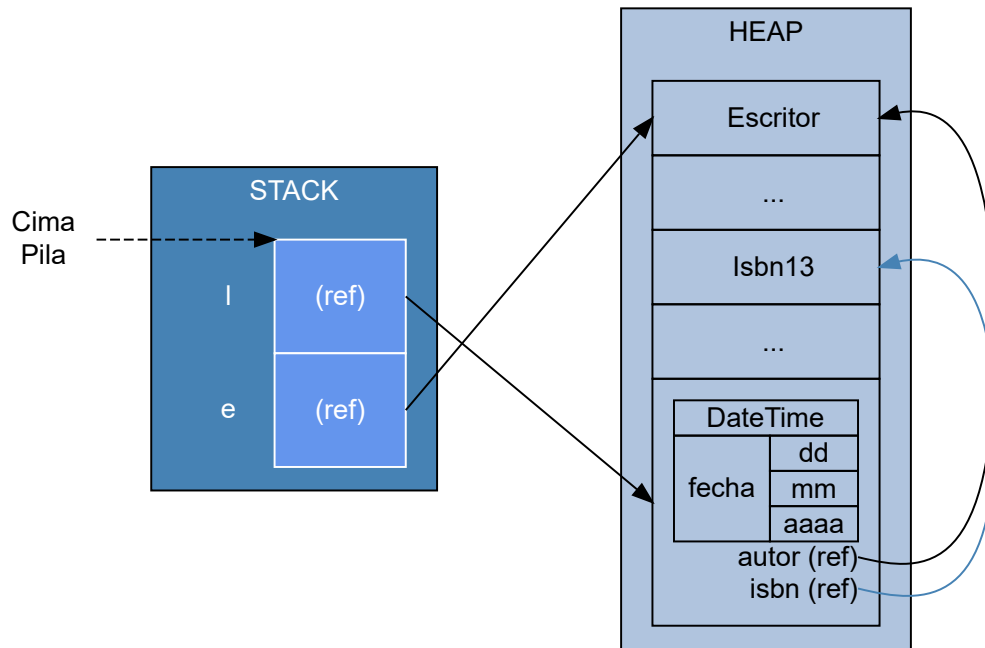 HEAP
Escritor
...
Isbn13
...
DateTime
fecha
dd
mm
aaaa
autor (ref)
isbn (ref)
STACK
Cima
Pila
l
(ref)
e
(ref)